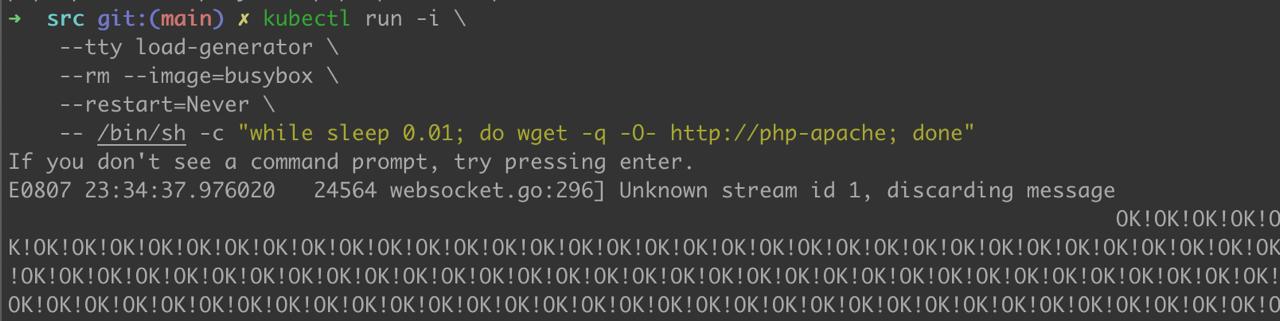 ➜  src git:(main) ✗ kubectl run -i \
    --tty load-generator \
    --rm --image=busybox \
    --restart=Never \
    -- /bin/sh -c "while sleep 0.01; do wget -q -O- http://php-apache; done"
If you don't see a command prompt, try pressing enter.
E0807 23:34:37.976020   24564 websocket.go:296] Unknown stream id 1, discarding message
OK!OK!OK!OK!O
K!OK!OK!OK!OK!OK!OK!OK!OK!OK!OK!OK!OK!OK!OK!OK!OK!OK!OK!OK!OK!OK!OK!OK!OK!OK!OK!OK!OK!OK!OK!OK!OK!OK
!OK!OK!OK!OK!OK!OK!OK!OK!OK!OK!OK!OK!OK!OK!OK!OK!OK!OK!OK!OK!OK!OK!OK!OK!OK!OK!OK!OK!OK!OK!OK!OK!OK!
OK!OK!OK!OK!OK!OK!OK!OK!OK!OK!OK!OK!OK!OK!OK!OK!OK!OK!OK!OK!OK!OK!OK!OK!OK!OK!OK!OK!OK!OK!OK!OK!OK!O